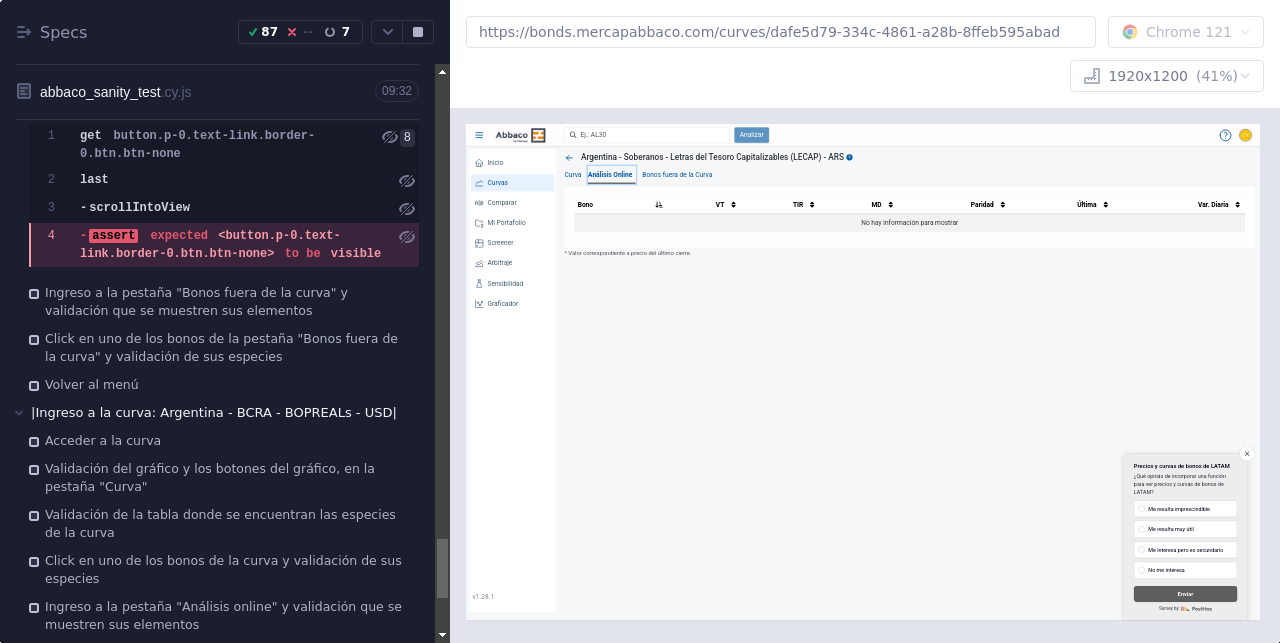 Specs
87
--
7
abbaco_sanity_test.cy.js
09:32
1 get button.p-0.text-link.border-
0.btn.btn-none
8
2 last
3 -scrollIntoView
4 -assert expected <button.p-0.text-
link.border-0.btn.btn-none> to be visible
Ingreso a la pestaña "Bonos fuera de la curva" y
validación que se muestren sus elementos
Click en uno de los bonos de la pestaña "Bonos fuera de
la curva" y validación de sus especies
Volver al menú
|Ingreso a la curva: Argentina - BCRA - BOPREALs - USD|
Acceder a la curva
Validación del gráfico y los botones del gráfico, en la
pestaña "Curva"
Validación de la tabla donde se encuentran las especies
de la curva
Click en uno de los bonos de la curva y validación de sus
especies
Ingreso a la pestaña "Análisis online" y validación que se
muestren sus elementos
https://bonds.mercapabbaco.com/curves/dafe5d79-334c-4861-a28b-8ffeb595abad
Chrome 121
1920x1200 (41%)
Abbaco
Ej.: AL30
Analizar
Inicio
Curvas
Comparar
Mi Portafolio
Screener
Arbitraje
Sensibilidad
Graficador
v1.28.1
Argentina - Soberanos - Letras del Tesoro Capitalizables (LECAP) - ARS
Curva Análisis Online Bonos fuera de la Curva
Bono VT TIR MD Paridad Última Var. Diaria
No hay información para mostrar
* Valor correspondiente a precio del último cierre.
Precios y curvas de bonos de LATAM
¿Qué opinás de incorporar una función
para ver precios y curvas de bonos de
LATAM?
Me resulta imprescindible
Me resulta muy útil
Me interesa pero es secundario
No me interesa
Enviar
Survey by PostHog